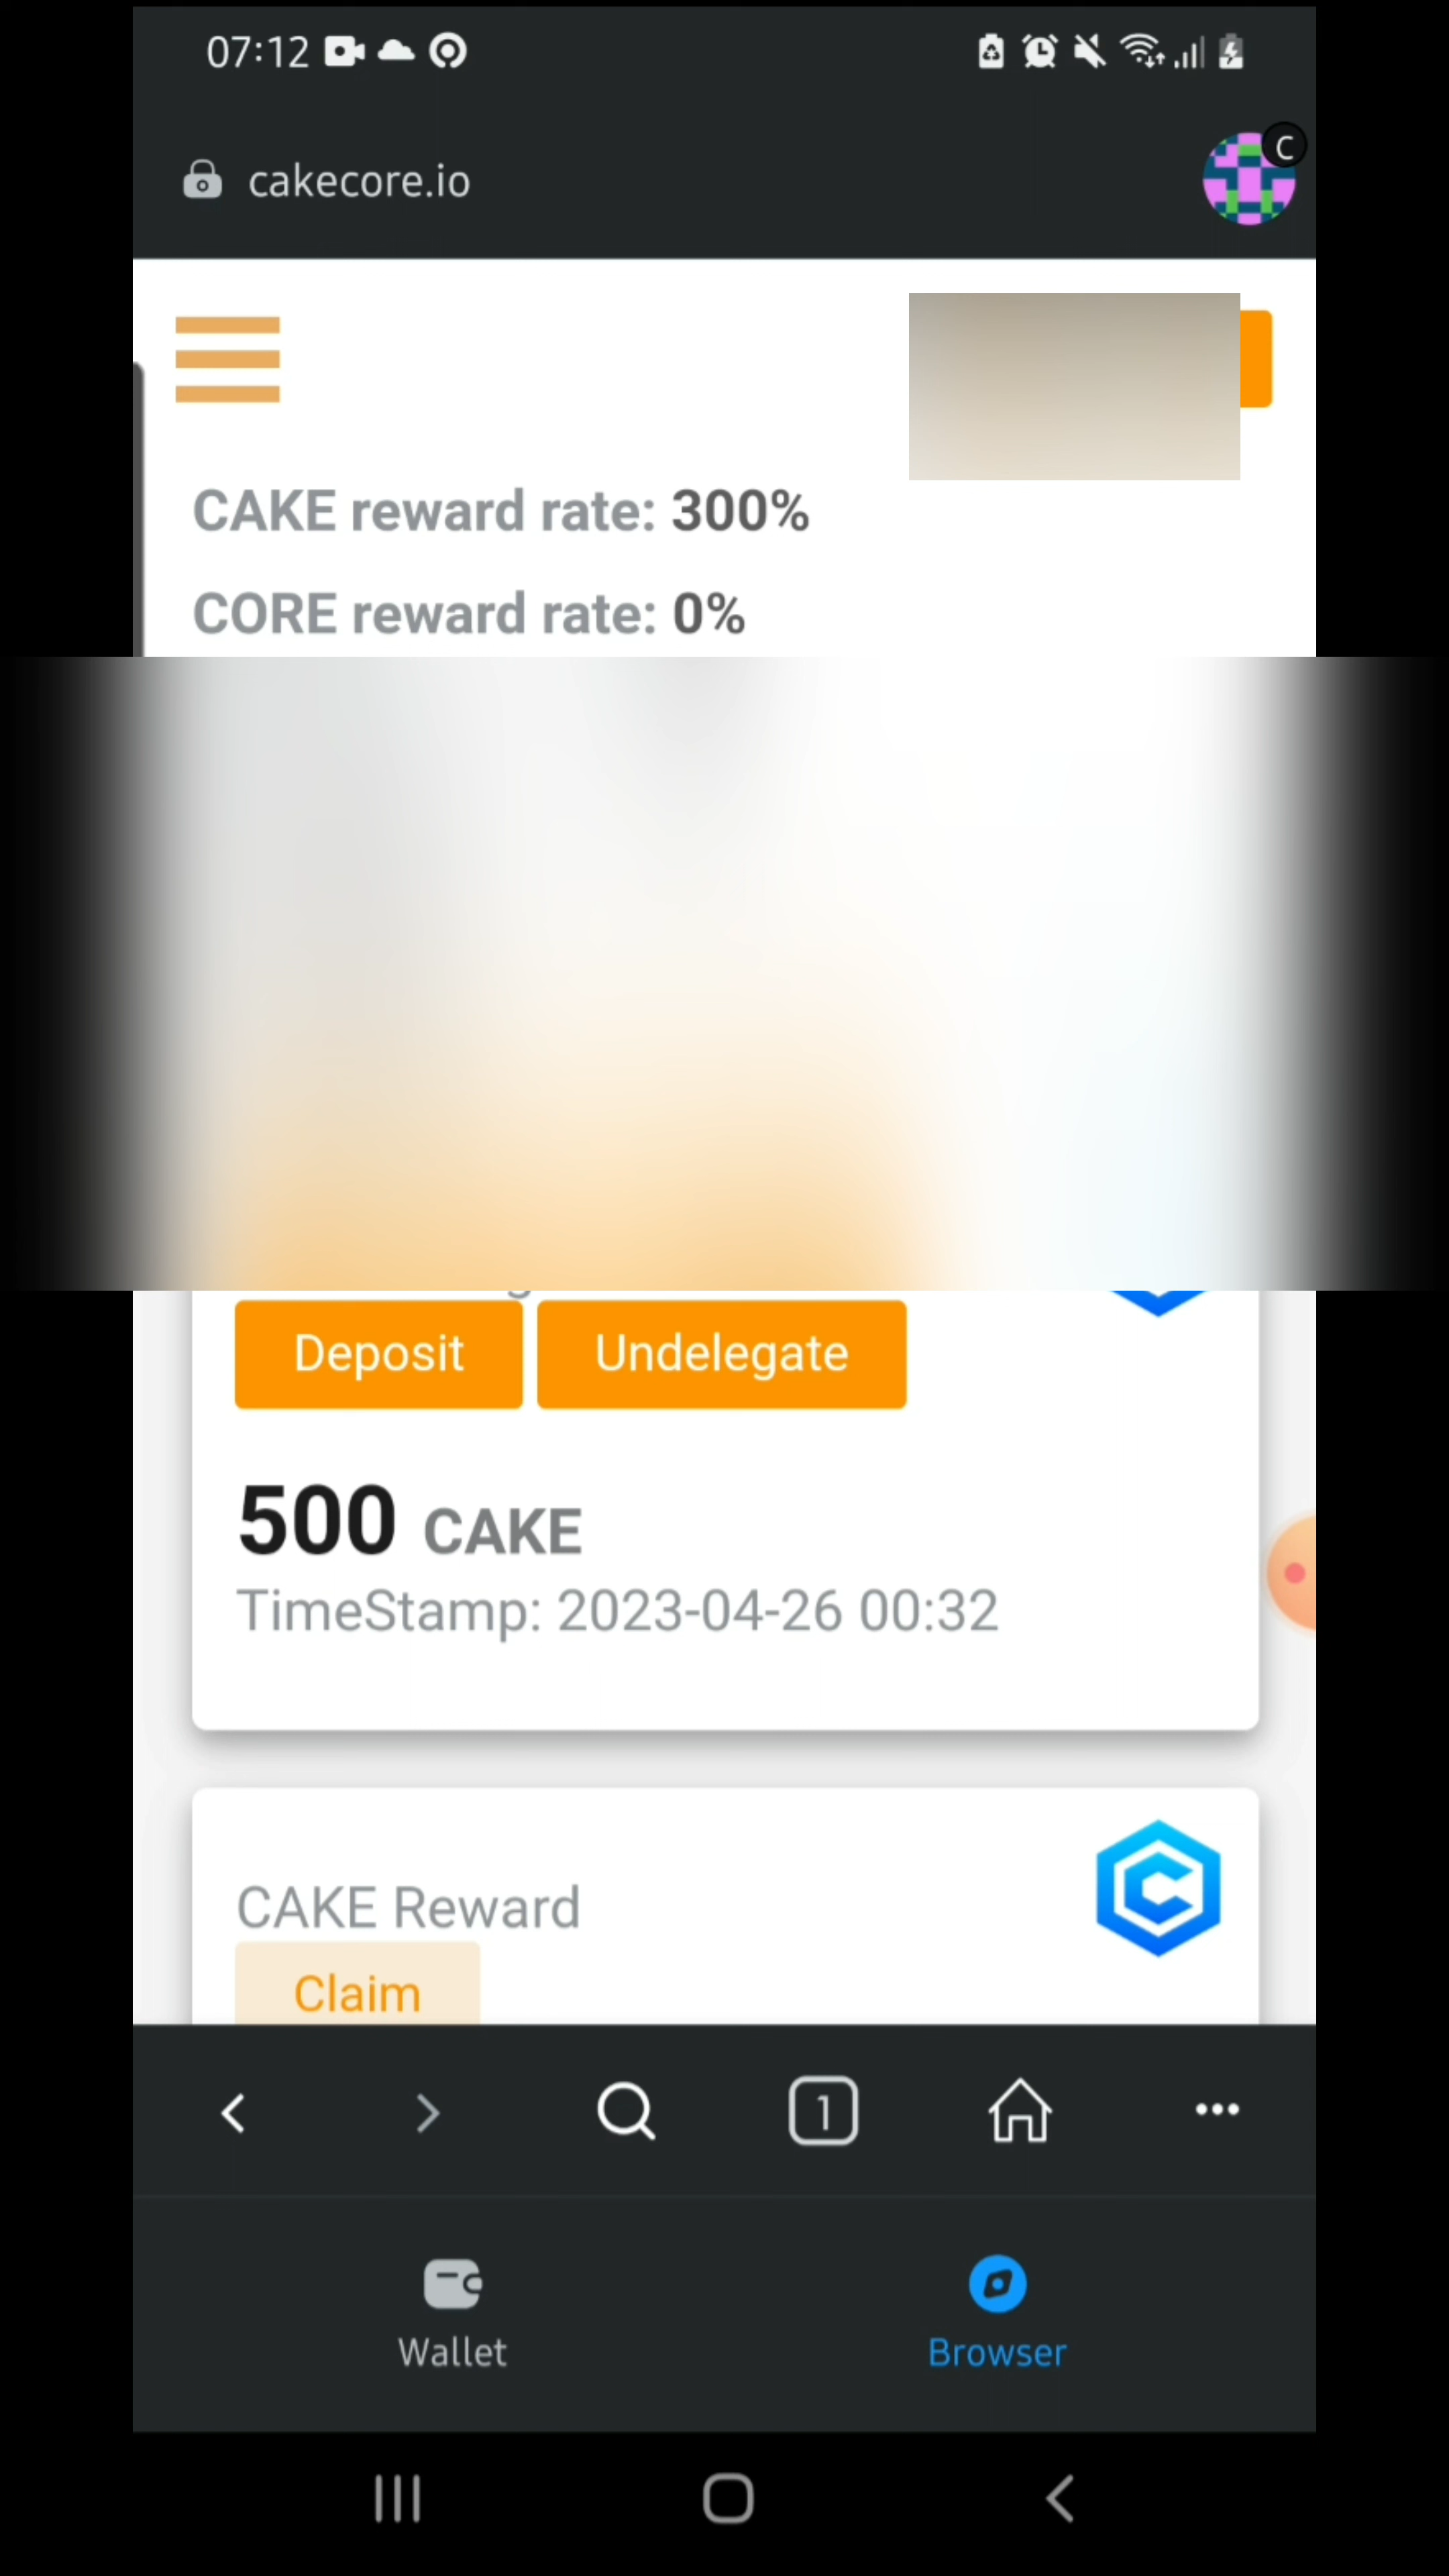 07:12
cakecore.io
C
CAKE reward rate: 300%
CORE reward rate: 0%
Deposit
Undelegate
500 CAKE
TimeStamp: 2023-04-26 00:32
CAKE Reward
Claim
1
Wallet
Browser